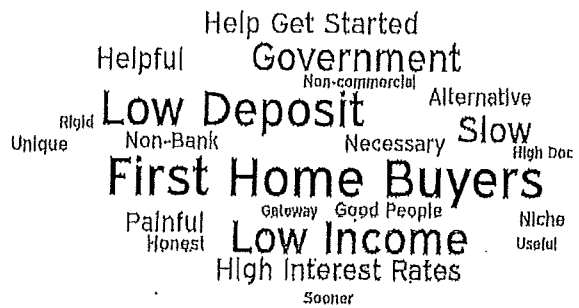 Help Get Started
Helpful Government
Non-commercial
Low Deposit Alternative
Rigid Slow
Unique Non-Bank Necessary
High Doc
First Home Buyers
Gateway Good People
Painful Niche
Honest Low Income Useful
High Interest Rates
Sooner